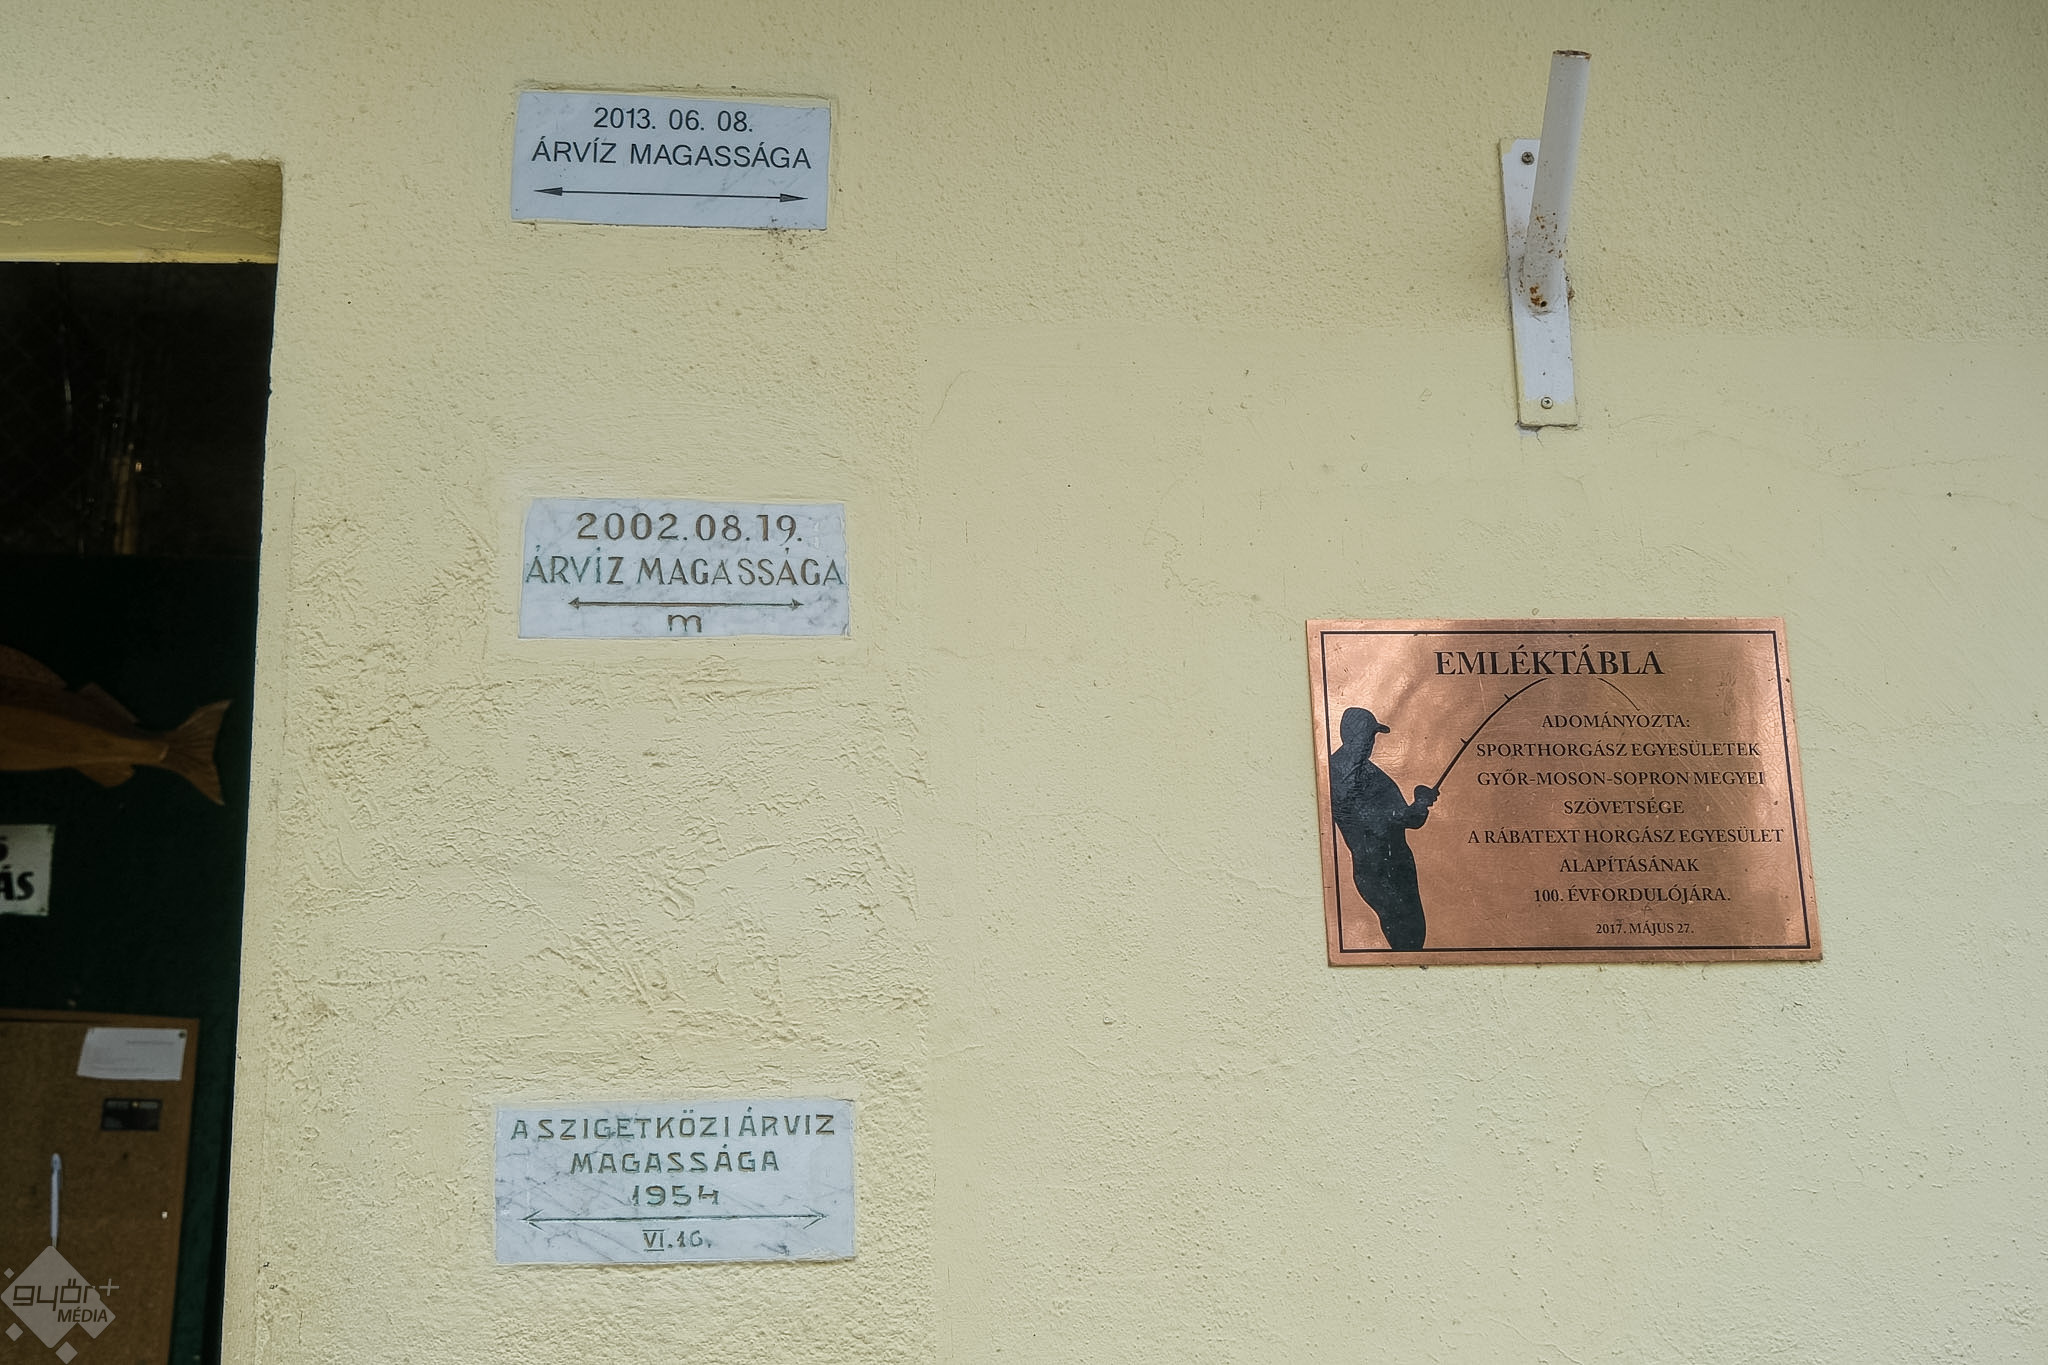 2013. 06. 08.
ÁRVÍZ MAGASSÁGA
2002.08.19.
ÁRVÍZ MAGASSÁGA
m
A SZIGETKÖZI ÁRVIZ
MAGASSÁGA
1954
VI.16.
EMLÉKTÁBLA
ADOMÁNYOZTA:
SPORTHORGÁSZ EGYESÜLETEK
GYŐR-MOSON-SOPRON MEGYEI
SZÖVETSÉGE
A RÁBATEXT HORGÁSZ EGYESÜLET
ALAPÍTÁSÁNAK
100. ÉVFORDULÓJÁRA.
2017. MÁJUS 27.
győr+
MÉDIA